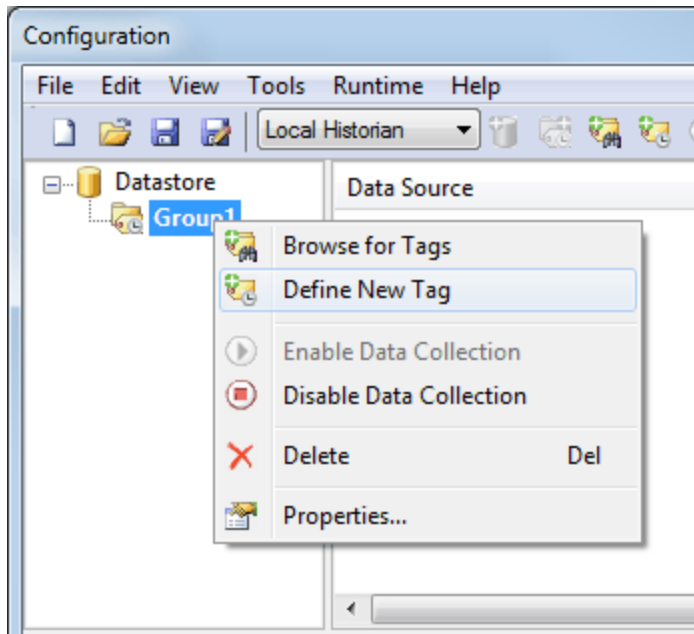 Configuration
File Edit View Tools Runtime Help
Local Historian
Datastore
Data Source
Group1
Browse for Tags
Define New Tag
Enable Data Collection
Disable Data Collection
Delete Del
Properties...